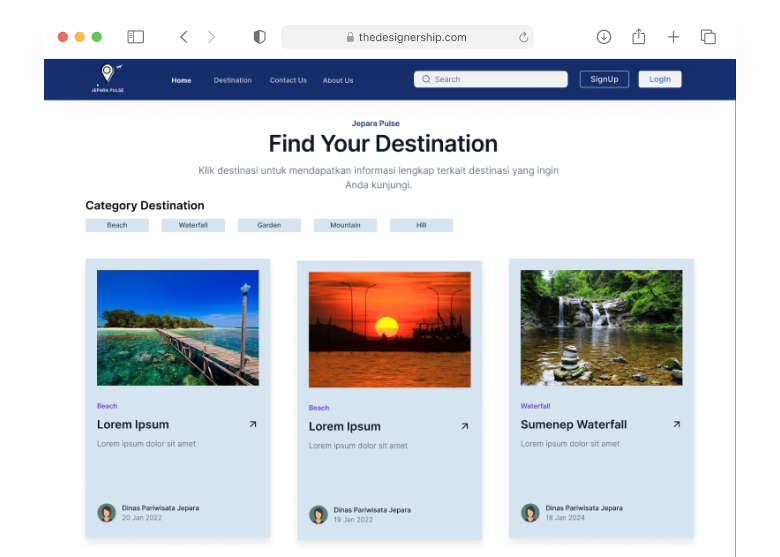 thedesignership.com
JEPARA PULSE
Home
Destination
Contact Us
About Us
Search
SignUp
LogIn
Jepara Pulse
Find Your Destination
Klik destinasi untuk mendapatkan informasi lengkap terkait destinasi yang ingin
Anda kunjungi.
Category Destination
Beach
Waterfall
Garden
Mountain
Hill
Beach
Lorem Ipsum
Lorem ipsum dolor sit amet
Dinas Pariwisata Jepara
20 Jan 2022
Beach
Lorem Ipsum
Lorem ipsum dolor sit amet
Dinas Pariwisata Jepara
19 Jan 2022
Waterfall
Sumenep Waterfall
Lorem ipsum dolor sit amet
Dinas Pariwisata Jepara
18 Jan 2024